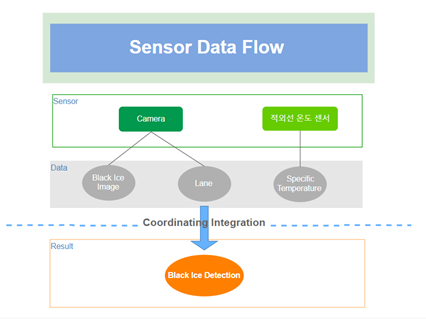 Sensor Data Flow
Sensor
Camera
적외선 온도 센서
Data
Black Ice
Image
Lane
Specific
Temperature
Coordinating Integration
Result
Black Ice Detection